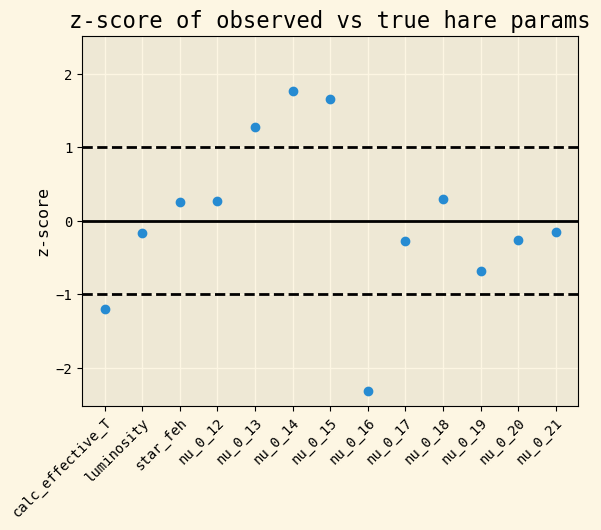 z-score of observed vs true hare params
z-score
2
1
0
−1
−2
calc_effective_T
luminosity
star_feh
nu_0_12
nu_0_13
nu_0_14
nu_0_15
nu_0_16
nu_0_17
nu_0_18
nu_0_19
nu_0_20
nu_0_21